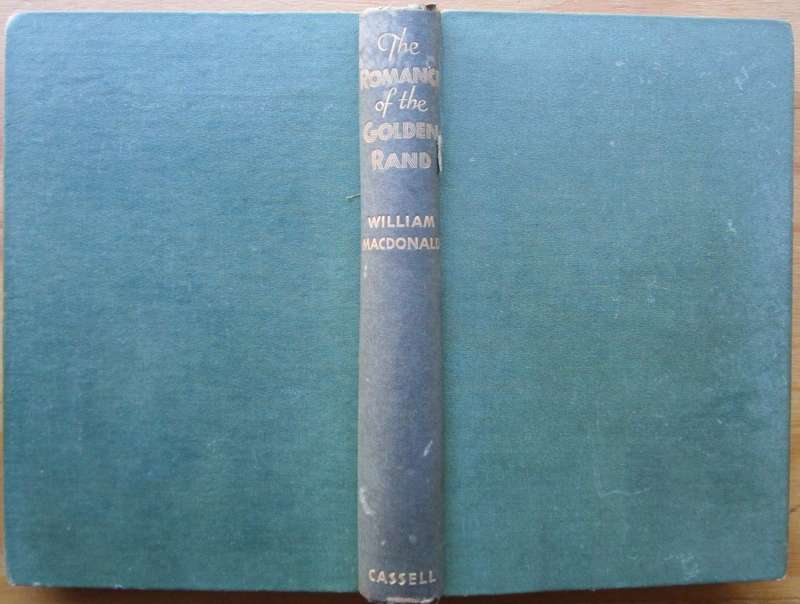 The
ROMANCE
of the
GOLDEN
RAND
WILLIAM
MACDONALD
CASSELL